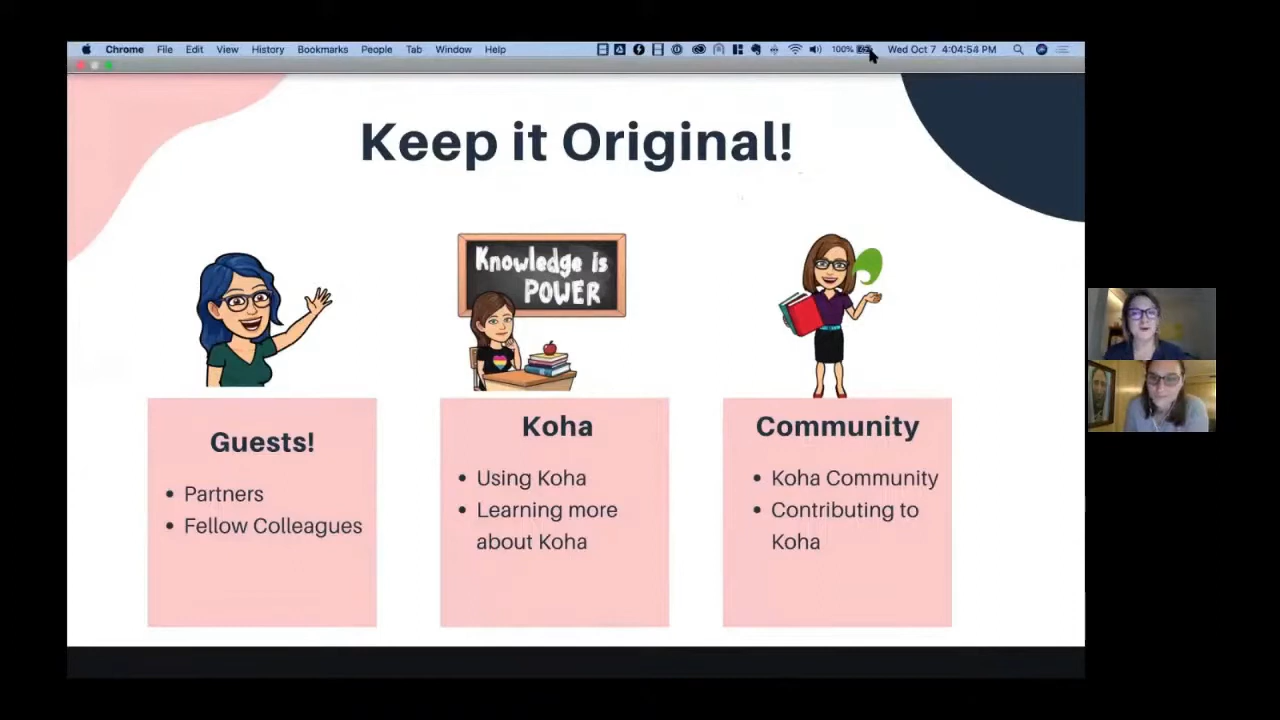 Chrome File Edit View History Bookmarks People Tab Window Help 100% Wed Oct 7 4:04:54 PM
Keep it Original!
Knowledge is
POWER
Guests!
• Partners
• Fellow Colleagues
Koha
• Using Koha
• Learning more
about Koha
Community
• Koha Community
• Contributing to
Koha